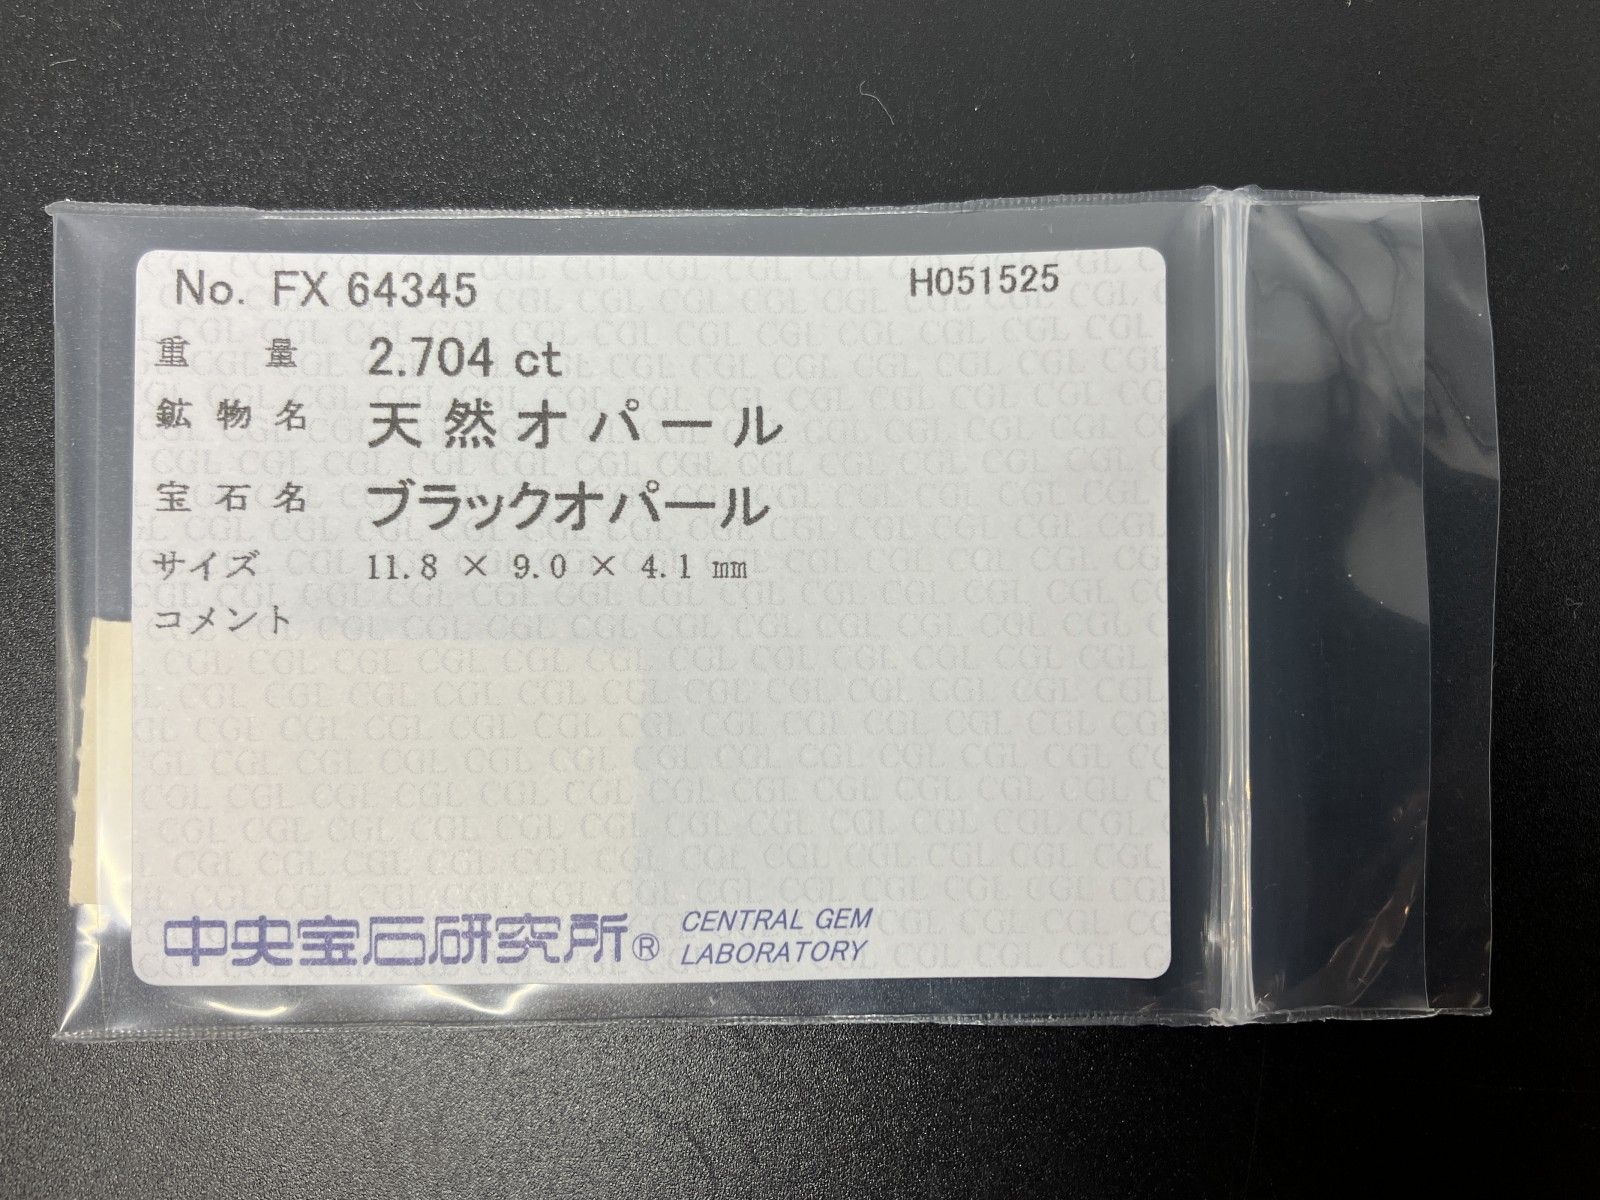 No. FX 64345 H051525
重量 2.704 ct
鉱物名 天然オパール
宝石名 ブラックオパール
サイズ 11.8 × 9.0 × 4.1 ㎜
コメント
中央宝石研究所® CENTRAL GEM
LABORATORY